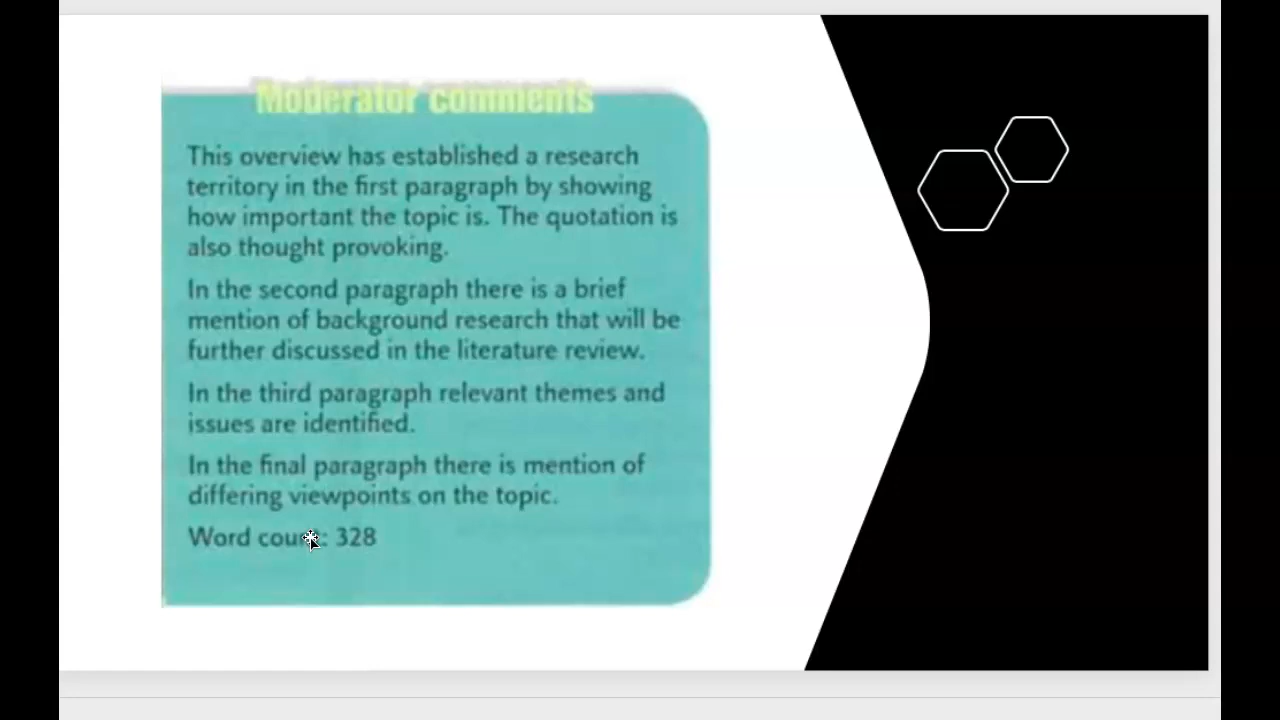 Moderator comments
This overview has established a research
territory in the first paragraph by showing
how important the topic is. The quotation is
also thought provoking.
In the second paragraph there is a brief
mention of background research that will be
further discussed in the literature review.
In the third paragraph relevant themes and
issues are identified.
In the final paragraph there is mention of
differing viewpoints on the topic.
Word count: 328